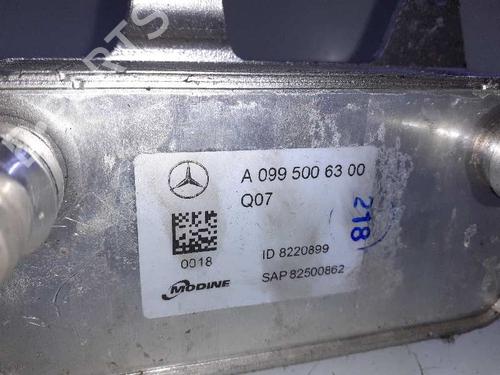 A 099 500 63 00
Q07
218
0018
ID 8220899
MODINE
SAP 82500862